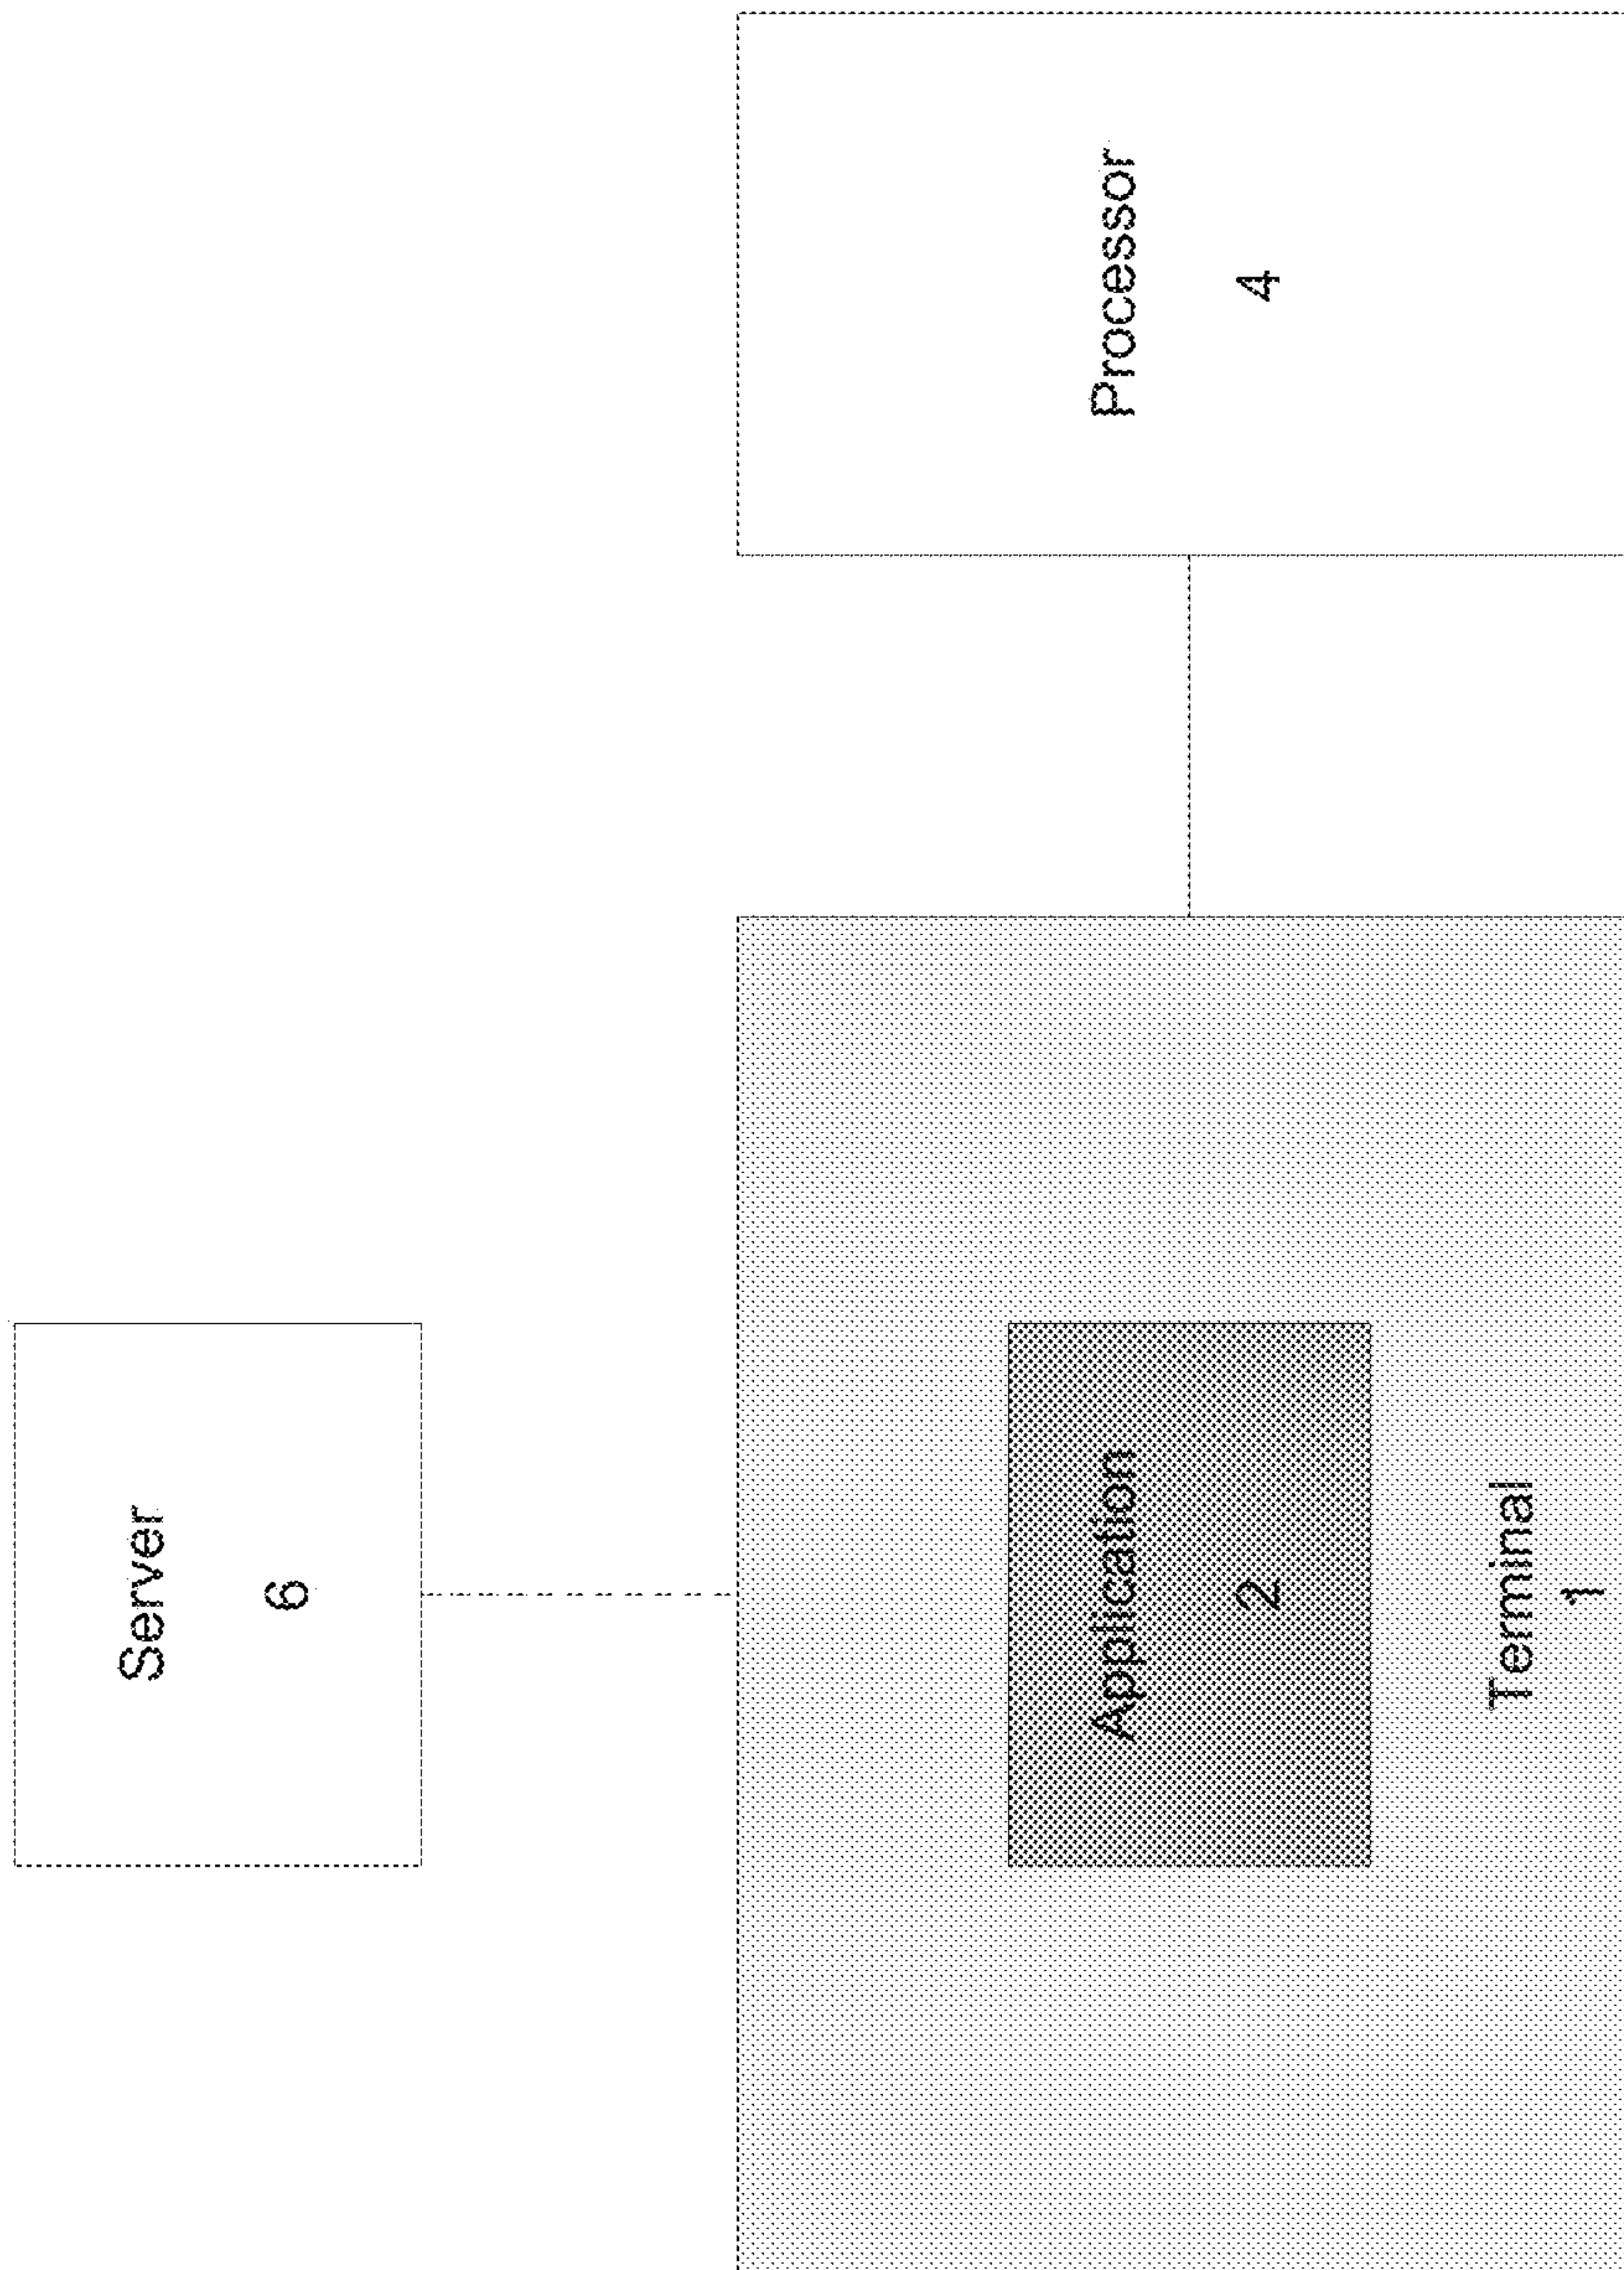 Server
6
Application
2
Terminal
1
Processor
4